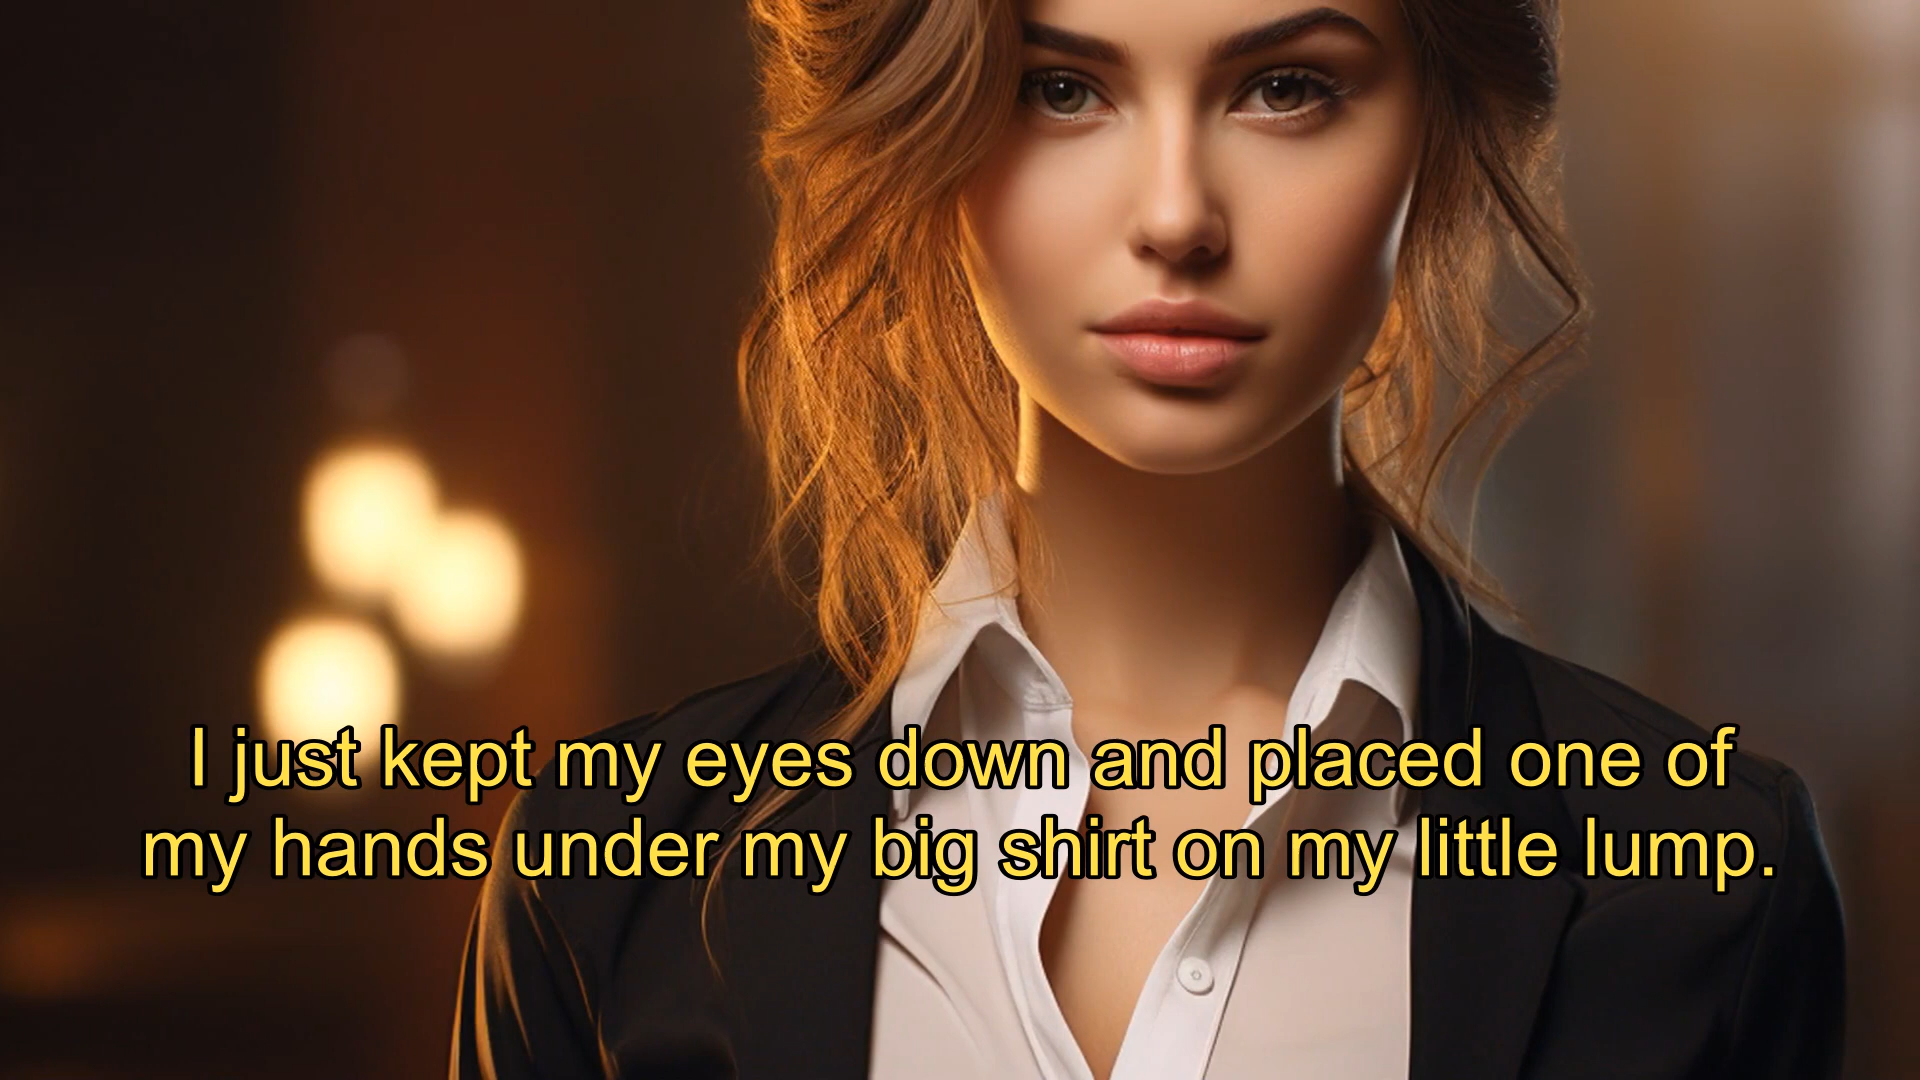 I just kept my eyes down and placed one of
my hands under my big shirt on my little lump.